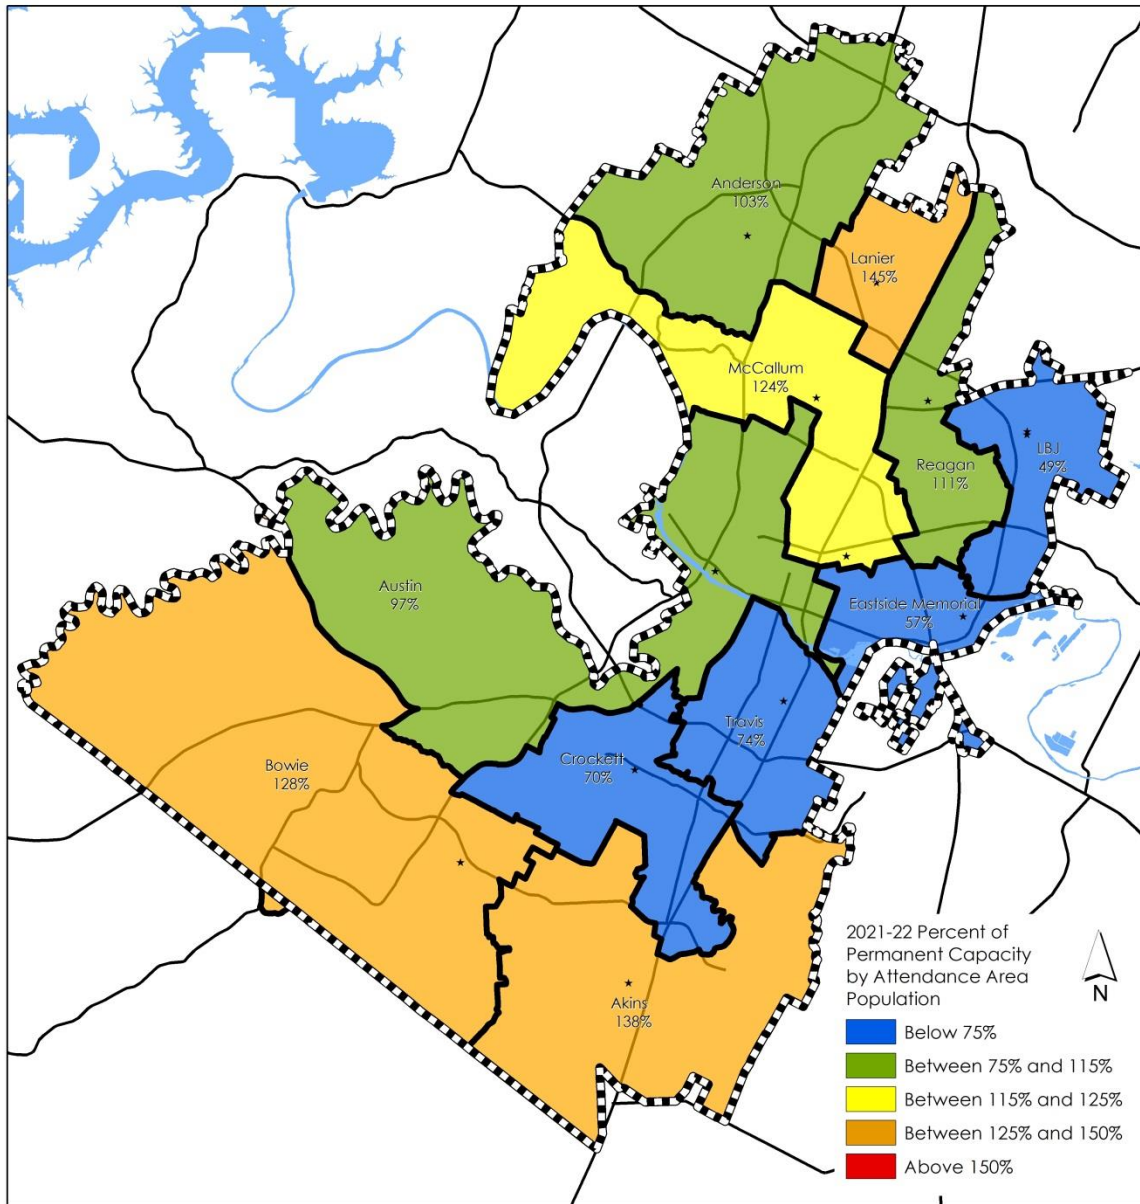 Anderson
103%
Lanier
145%
McCallum
124%
Reagan
111%
LBJ
49%
Austin
97%
Eastside Memorial
57%
Travis
74%
Crockett
70%
Bowie
128%
Akins
138%
2021-22 Percent of
Permanent Capacity
by Attendance Area
Population
N
Below 75%
Between 75% and 115%
Between 115% and 125%
Between 125% and 150%
Above 150%